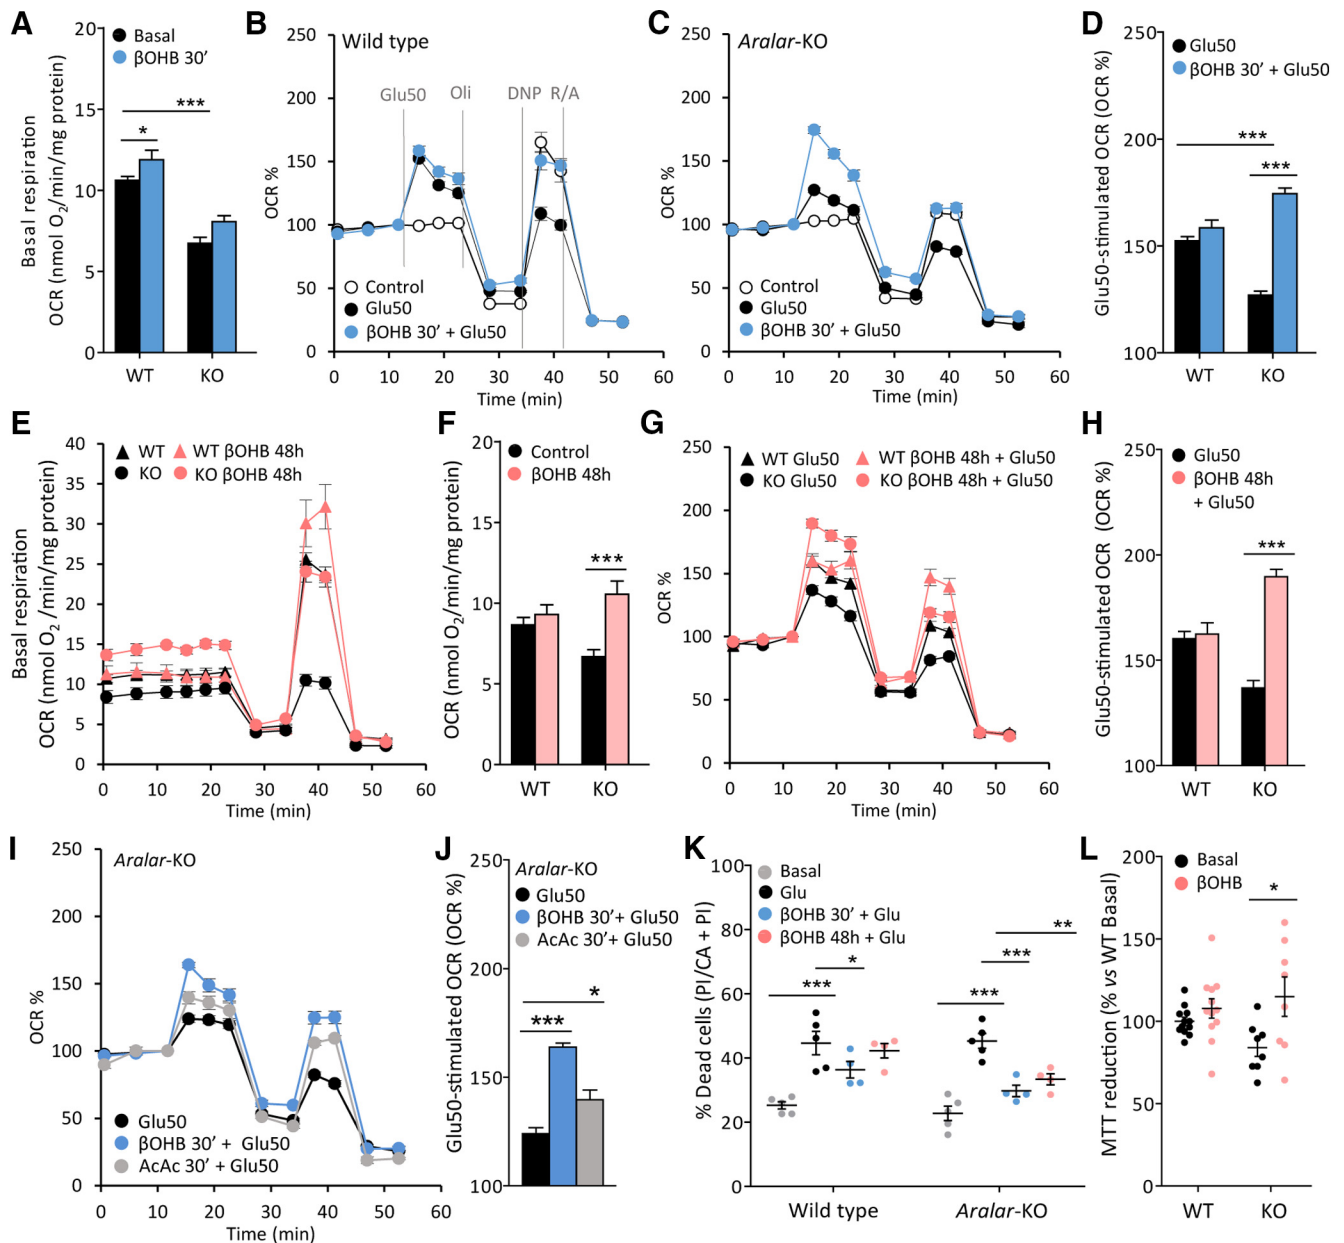 A
Basal
βOHB 30′
Basal respiration
OCR (nmol O2/min/mg protein)
20
15
10
5
0
***
*
WT
KO
B
Wild type
OCR %
250
200
150
100
50
0
Glu50
Oli
DNP
R/A
Control
Glu50
βOHB 30′ + Glu50
0 10 20 30 40 50 60
Time (min)
C
Aralar-KO
OCR %
250
200
150
100
50
0
Control
Glu50
βOHB 30′ + Glu50
0 10 20 30 40 50 60
Time (min)
D
Glu50
βOHB 30′ + Glu50
Glu50-stimulated OCR (OCR %)
250
200
150
100
***
***
WT
KO
E
WT
WT βOHB 48h
KO
KO βOHB 48h
Basal respiration
OCR (nmol O2 /min/mg protein)
40
35
30
25
20
15
10
5
0
0 10 20 30 40 50 60
Time (min)
F
Control
βOHB 48h
OCR (nmol O2/min/mg protein)
20
15
10
5
0
***
WT
KO
G
WT Glu50
WT βOHB 48h + Glu50
KO Glu50
KO βOHB 48h + Glu50
OCR %
250
200
150
100
50
0
0 10 20 30 40 50 60
Time (min)
H
Glu50
βOHB 48h
+ Glu50
Glu50-stimulated OCR (OCR %)
250
200
150
100
***
WT
KO
I
Aralar-KO
OCR %
250
200
150
100
50
0
Glu50
βOHB 30′ + Glu50
AcAc 30′ + Glu50
0 10 20 30 40 50 60
Time (min)
J
Aralar-KO
Glu50
βOHB 30′+ Glu50
AcAc 30′+ Glu50
Glu50-stimulated OCR (OCR %)
250
200
150
100
*
***
K
Basal
Glu
βOHB 30′ + Glu
βOHB 48h + Glu
% Dead cells (PI/CA + PI)
100
80
60
40
20
0
***
*
***
***
**
Wild type
Aralar-KO
L
Basal
βOHB
MTT reduction (% vs WT Basal)
200
150
100
50
0
*
WT
KO